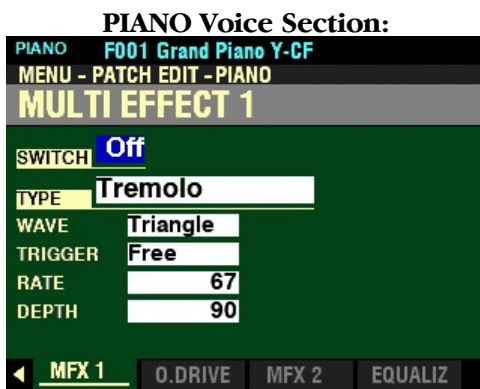 PIANO Voice Section:
PIANO F001 Grand Piano Y-CF
MENU - PATCH EDIT - PIANO
MULTI EFFECT 1
SWITCH Off
TYPE Tremolo
WAVE Triangle
TRIGGER Free
RATE 67
DEPTH 90
MFX 1 O.DRIVE MFX 2 EQUALIZ